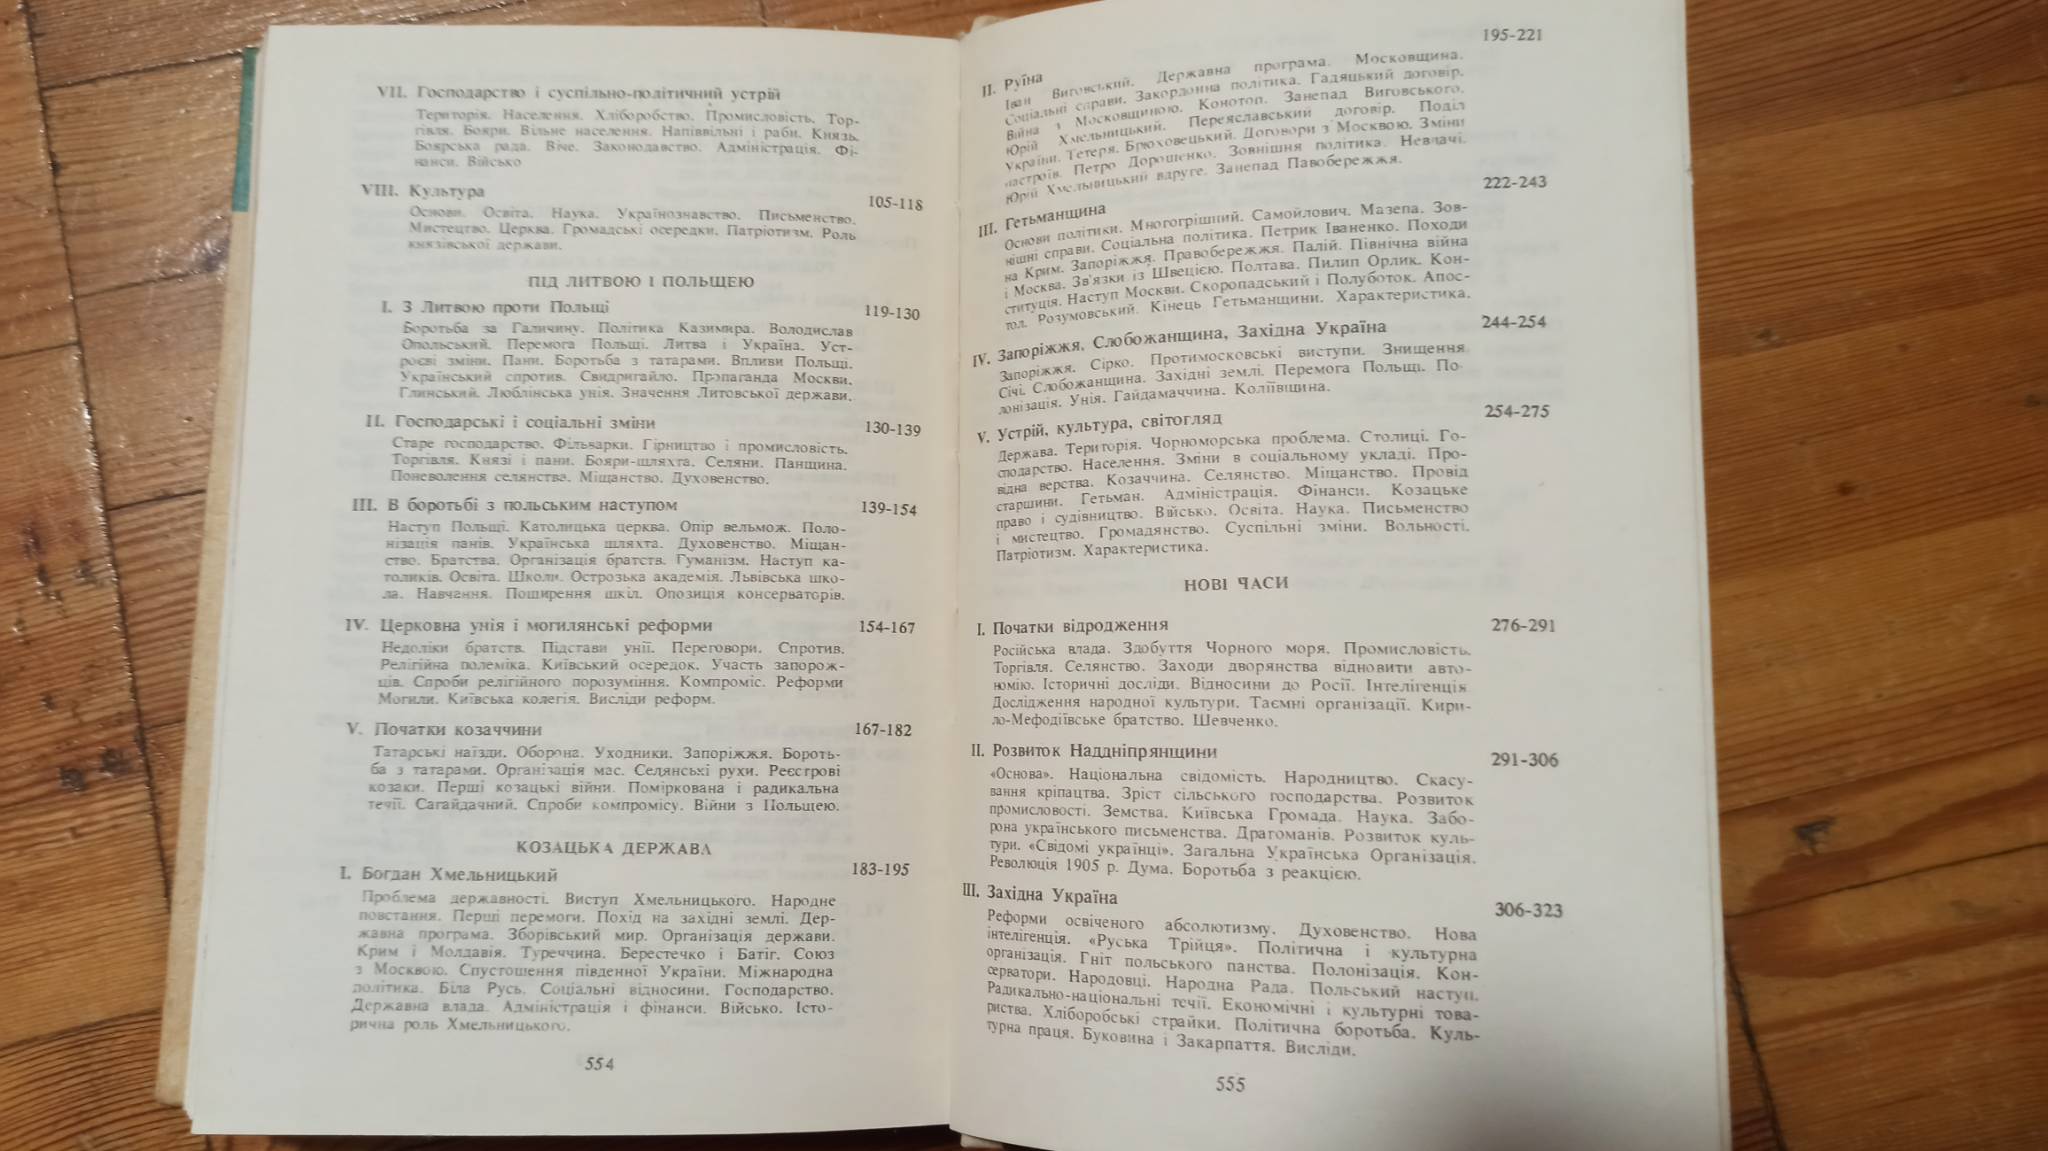 VII. Господарство і суспільно-політичний устрій
Територія. Населення. Хліборобство. Промисловість. Тор-
гівля. Бояри. Вільне населення. Напіввільні і раби. Князь.
Боярська рада. Віче. Законодавство. Адміністрація. Фі-
нанси. Військо
VIII. Культура 105-118
Основи. Освіта. Наука. Українознавство. Письменство.
Мистецтво. Церква. Громадські осередки. Патріотизм. Роль
князівської держави.
ПІД ЛИТВОЮ І ПОЛЬЩЕЮ
I. З Литвою проти Польщі 119-130
Боротьба за Галичину. Політика Казимира. Володислав
Опольський. Перемога Польщі. Литва і Україна. Уст-
роєві зміни. Пани. Боротьба з татарами. Впливи Польщі.
Український спротив. Свидригайло. Пропаганда Москви.
Глинський. Люблінська унія. Значення Литовської держави.
II. Господарські і соціальні зміни 130-139
Старе господарство. Фільварки. Гірництво і промисловість.
Торгівля. Князі і пани. Бояри-шляхта. Селяни. Панщина.
Поневолення селянства. Міщанство. Духовенство.
III. В боротьбі з польським наступом 139-154
Наступ Польщі. Католицька церква. Опір вельмож. Поло-
нізація панів. Українська шляхта. Духовенство. Міщан-
ство. Братства. Організація братств. Гуманізм. Наступ ка-
толиків. Освіта. Школи. Острозька академія. Львівська шко-
ла. Навчання. Поширення шкіл. Опозиція консерваторів.
IV. Церковна унія і могилянські реформи 154-167
Недоліки братств. Підстави унії. Переговори. Спротив.
Релігійна полеміка. Київський осередок. Участь запорож-
ців. Спроби релігійного порозуміння. Компроміс. Реформи
Могили. Київська колегія. Висліди реформ.
V. Початки козаччини 167-182
Татарські наїзди. Оборона. Уходники. Запоріжжя. Бороть-
ба з татарами. Організація мас. Селянські рухи. Реєстрові
козаки. Перші козацькі війни. Поміркована і радикальна
течії. Сагайдачний. Спроби компромісу. Війни з Польщею.
КОЗАЦЬКА ДЕРЖАВА
I. Богдан Хмельницький 183-195
Проблема державності. Виступ Хмельницького. Народне
повстання. Перші перемоги. Похід на західні землі. Дер-
жавна програма. Зборівський мир. Організація держави.
Крим і Молдавія. Туреччина. Берестечко і Батіг. Союз
з Москвою. Спустошення південної України. Міжнародна
політика. Біла Русь. Соціальні відносини. Господарство.
Державна влада. Адміністрація і фінанси. Військо. Істо-
рична роль Хмельницького.
554
II. Руїна 195-221
Іван Виговський. Державна програма. Московщина.
Соціальні справи. Закордонна політика. Гадяцький договір.
Війна з Московщиною. Конотоп. Занепад Виговського.
Юрій Хмельницький. Переяславський договір. Поділ
України. Тетеря. Брюховецький. Договори з Москвою. Зміни
настроїв. Петро Дорошенко. Зовнішня політика. Невдачі.
Юрій Хмельницький вдруге. Занепад Павобережжя.
III. Гетьманщина 222-243
Основи політики. Многогрішний. Самойлович. Мазепа. Зов-
нішні справи. Соціальна політика. Петрик Іваненко. Походи
на Крим. Запоріжжя. Правобережжя. Палій. Північна війна
і Москва. Зв'язки із Швецією. Полтава. Пилип Орлик. Кон-
ституція. Наступ Москви. Скоропадський і Полуботок. Апос-
тол. Розумовський. Кінець Гетьманщини. Характеристика.
IV. Запоріжжя, Слобожанщина, Західна Україна 244-254
Запоріжжя. Сірко. Протимосковські виступи. Знищення
Січі. Слобожанщина. Західні землі. Перемога Польщі. По-
лонізація. Унія. Гайдамаччина. Коліївщина.
V. Устрій, культура, світогляд 254-275
Держава. Територія. Чорноморська проблема. Столиці. Го-
сподарство. Населення. Зміни в соціальному укладі. Про-
відна верства. Козаччина. Селянство. Міщанство. Провід
старшини. Гетьман. Адміністрація. Фінанси. Козацьке
право і судівництво. Військо. Освіта. Наука. Письменство
і мистецтво. Громадянство. Суспільні зміни. Вольності.
Патріотизм. Характеристика.
НОВІ ЧАСИ
I. Початки відродження 276-291
Російська влада. Здобуття Чорного моря. Промисловість.
Торгівля. Селянство. Заходи дворянства відновити авто-
номію. Історичні досліди. Відносини до Росії. Інтелігенція
Дослідження народної культури. Таємні організації. Кири-
ло-Мефодіївське братство. Шевченко.
II. Розвиток Наддніпрянщини 291-306
«Основа». Національна свідомість. Народництво. Скасу-
вання кріпацтва. Зріст сільського господарства. Розвиток
промисловості. Земства. Київська Громада. Наука. Забо-
рона українського письменства. Драгоманів. Розвиток куль-
тури. «Свідомі українці». Загальна Українська Організація.
Революція 1905 р. Дума. Боротьба з реакцією.
III. Західна Україна 306-323
Реформи освіченого абсолютизму. Духовенство. Нова
інтелігенція. «Руська Трійця». Політична і культурна
організація. Гніт польського панства. Полонізація. Кон-
серватори. Народовці. Народна Рада. Польський наступ.
Радикально-національні течії. Економічні і культурні това-
риства. Хліборобські страйки. Політична боротьба. Куль-
турна праця. Буковина і Закарпаття. Висліди.
555